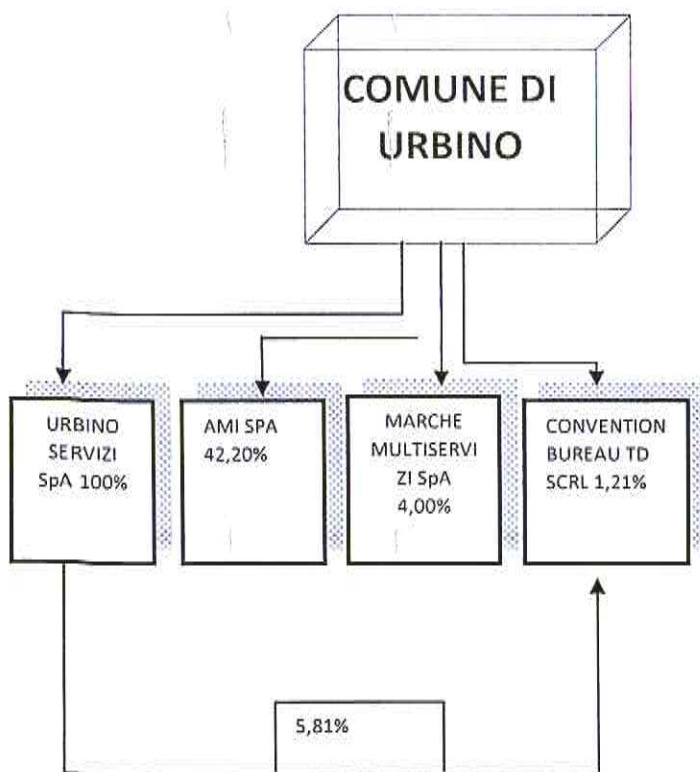 COMUNE DI
URBINO
URBINO
SERVIZI
SpA 100%
AMI SPA
42,20%
MARCHE
MULTISERVI
ZI SpA
4,00%
CONVENTION
BUREAU TD
SCRL 1,21%
5,81%